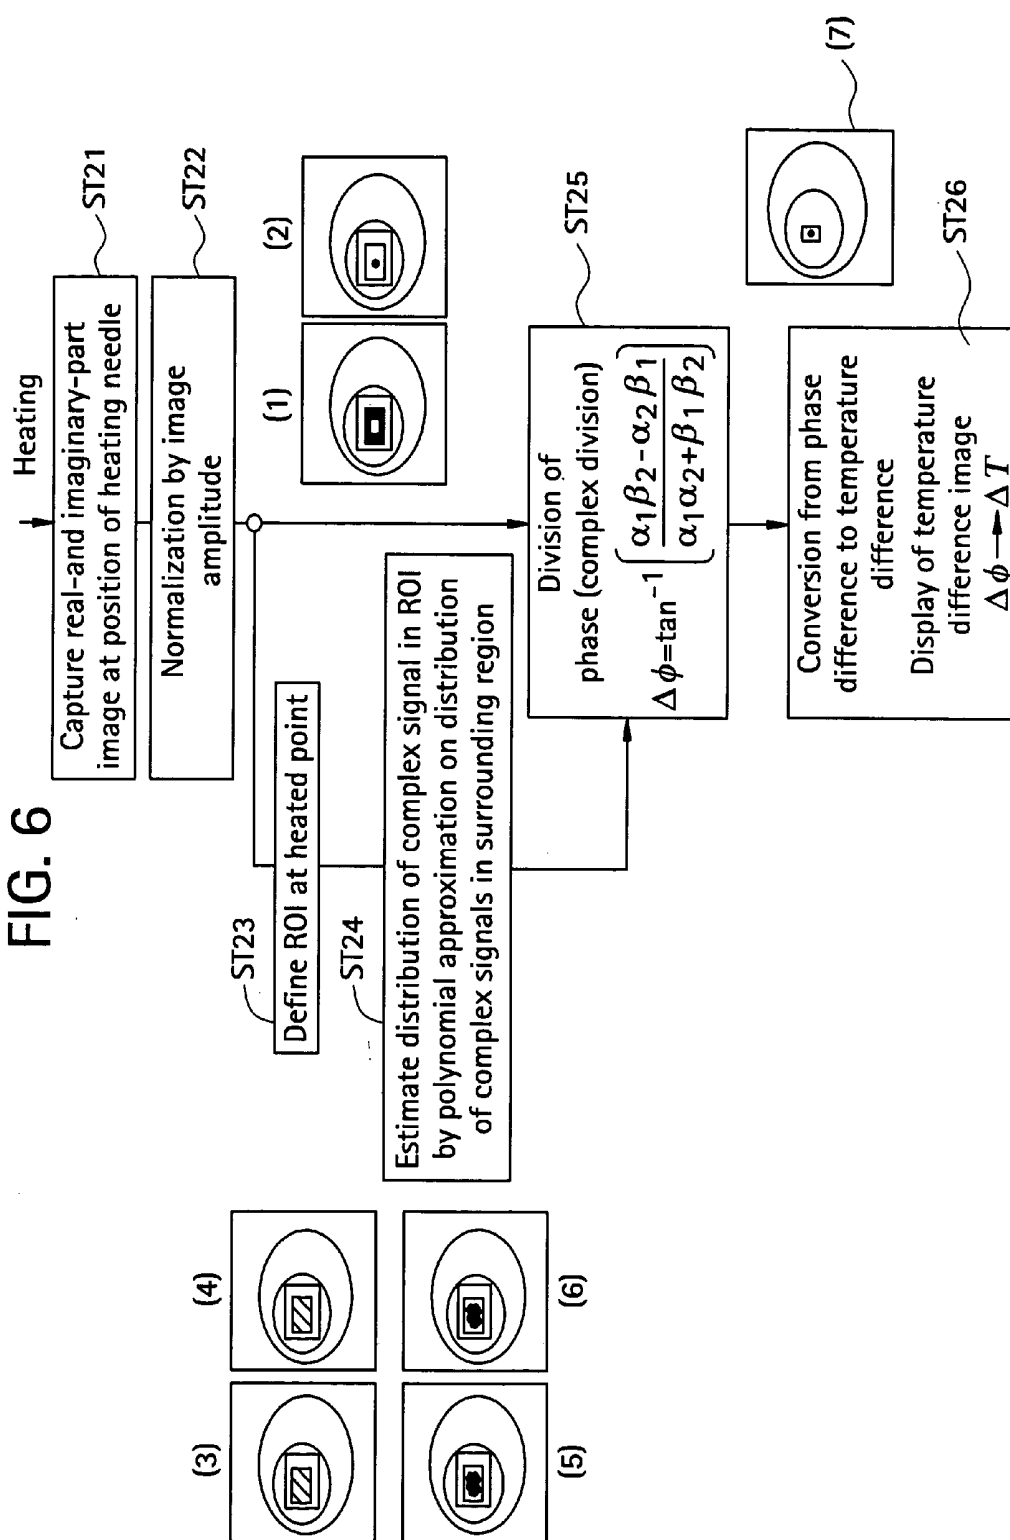 FIG. 6
Heating
Capture real-and imaginary-part
image at position of heating needle
ST21
Normalization by image
amplitude
ST22
(1)
(2)
ST23
Define ROI at heated point
(3)
(4)
ST24
Estimate distribution of complex signal in ROI
by polynomial approximation on distribution
of complex signals in surrounding region
(5)
(6)
Division of
phase (complex division)
Δϕ=tan⁻¹ (α₁β₂-α₂β₁ / α₁α₂+β₁β₂)
ST25
(7)
Conversion from phase
difference to temperature
difference
Display of temperature
difference image
Δϕ→ΔT
ST26